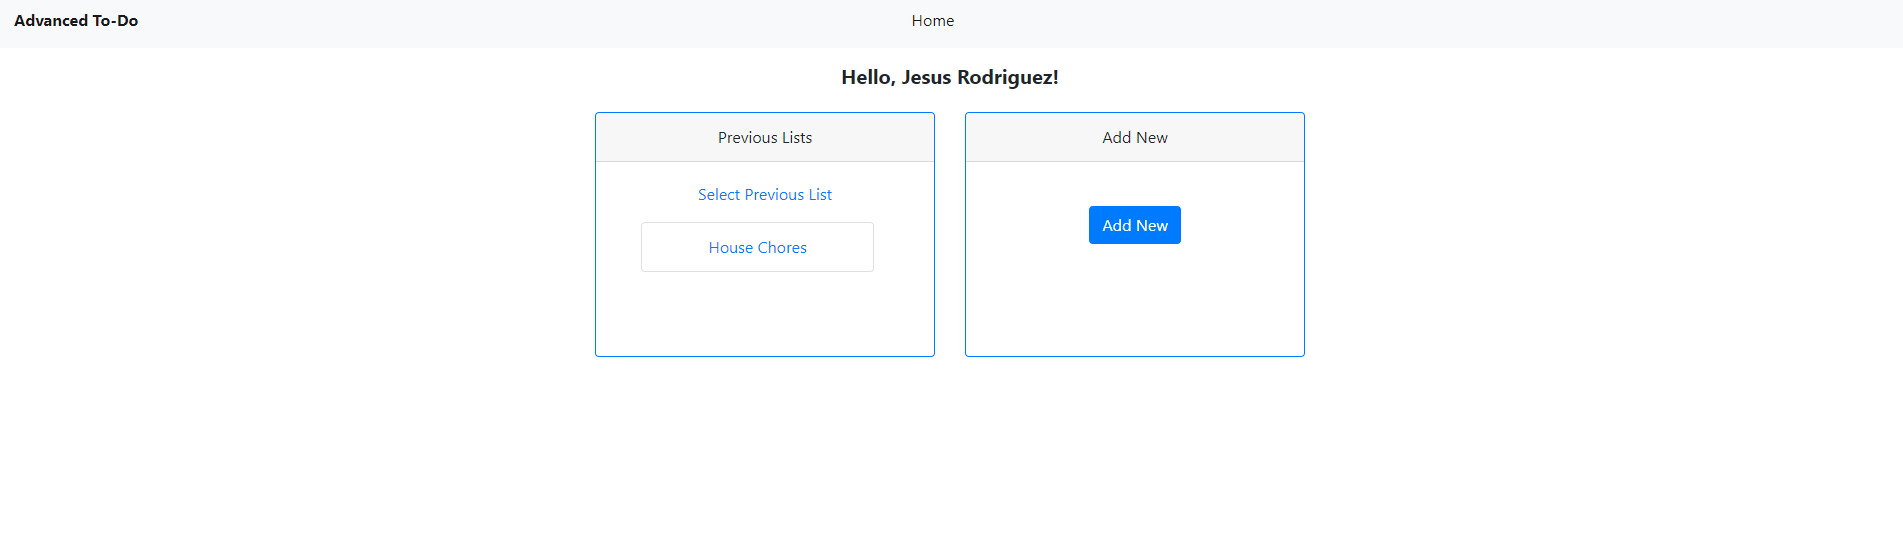 Advanced To-Do
Home
Hello, Jesus Rodriguez!
Previous Lists
Select Previous List
House Chores
Add New
Add New